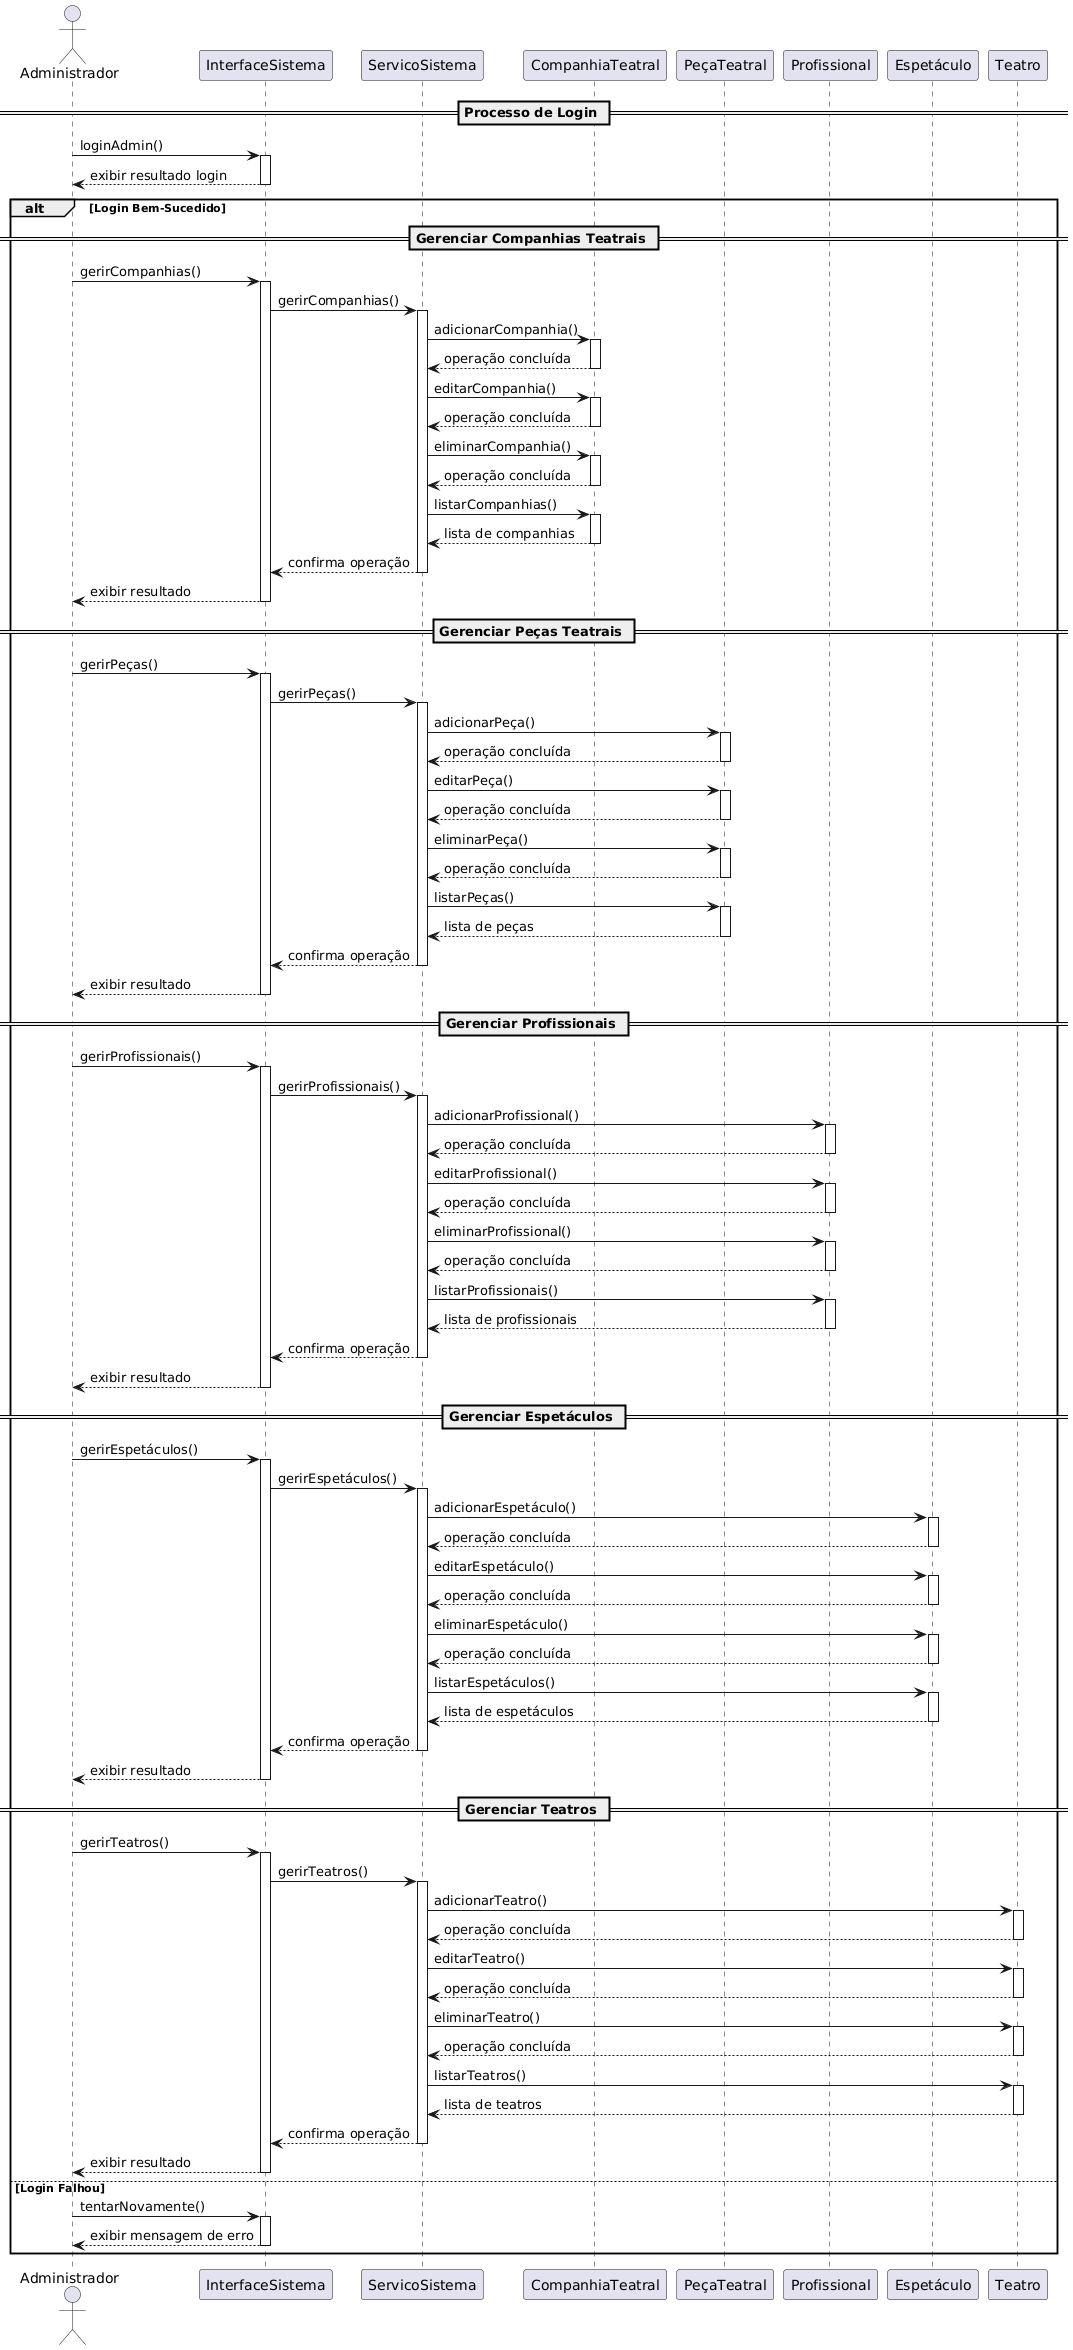 Administrador
InterfaceSistema
ServicoSistema
CompanhiaTeatral
PeçaTeatral
Profissional
Espetáculo
Teatro
Processo de Login
loginAdmin()
exibir resultado login
alt
[Login Bem-Sucedido]
Gerenciar Companhias Teatrais
gerirCompanhias()
gerirCompanhias()
adicionarCompanhia()
operação concluída
editarCompanhia()
operação concluída
eliminarCompanhia()
operação concluída
listarCompanhias()
lista de companhias
confirma operação
exibir resultado
Gerenciar Peças Teatrais
gerirPeças()
gerirPeças()
adicionarPeça()
operação concluída
editarPeça()
operação concluída
eliminarPeça()
operação concluída
listarPeças()
lista de peças
confirma operação
exibir resultado
Gerenciar Profissionais
gerirProfissionais()
gerirProfissionais()
adicionarProfissional()
operação concluída
editarProfissional()
operação concluída
eliminarProfissional()
operação concluída
listarProfissionais()
lista de profissionais
confirma operação
exibir resultado
Gerenciar Espetáculos
gerirEspetáculos()
gerirEspetáculos()
adicionarEspetáculo()
operação concluída
editarEspetáculo()
operação concluída
eliminarEspetáculo()
operação concluída
listarEspetáculos()
lista de espetáculos
confirma operação
exibir resultado
Gerenciar Teatros
gerirTeatros()
gerirTeatros()
adicionarTeatro()
operação concluída
editarTeatro()
operação concluída
eliminarTeatro()
operação concluída
listarTeatros()
lista de teatros
confirma operação
exibir resultado
[Login Falhou]
tentarNovamente()
exibir mensagem de erro
Administrador
InterfaceSistema
ServicoSistema
CompanhiaTeatral
PeçaTeatral
Profissional
Espetáculo
Teatro